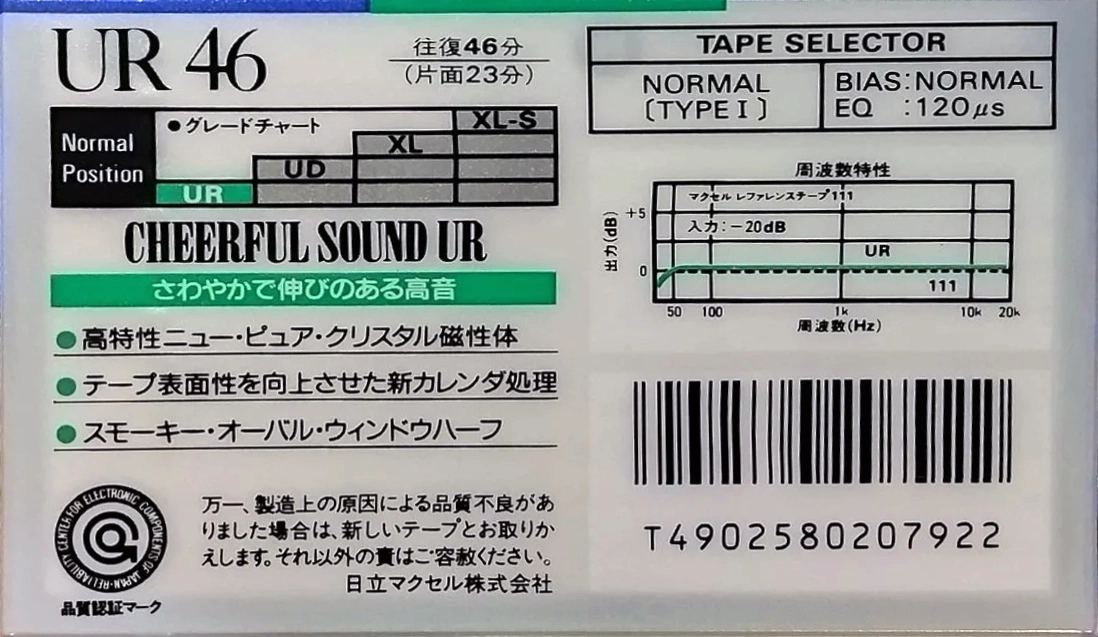 UR 46
往復46分
(片面23分)
Normal
Position
●グレードチャート
XL-S
XL
UD
UR
CHEERFUL SOUND UR
さわやかで伸びのある高音
●高特性ニュー・ピュア・クリスタル磁性体
●テープ表面性を向上させた新カレンダ処理
●スモーキー・オーバル・ウィンドウハーフ
RELIABILITY CENTER FOR ELECTRONIC COMPONENTS OF JAPAN
品質認証マーク
万一、製造上の原因による品質不良があ
りました場合は、新しいテープとお取りか
えします。それ以外の責はご容赦ください。
日立マクセル株式会社
TAPE SELECTOR
NORMAL
(TYPE I)
BIAS:NORMAL
EQ :120μs
周波数特性
マクセル レファレンステープ111
入力:-20dB
出力(dB)
+5
0
UR
111
50 100 1k 10k 20k
周波数(Hz)
T4902580207922